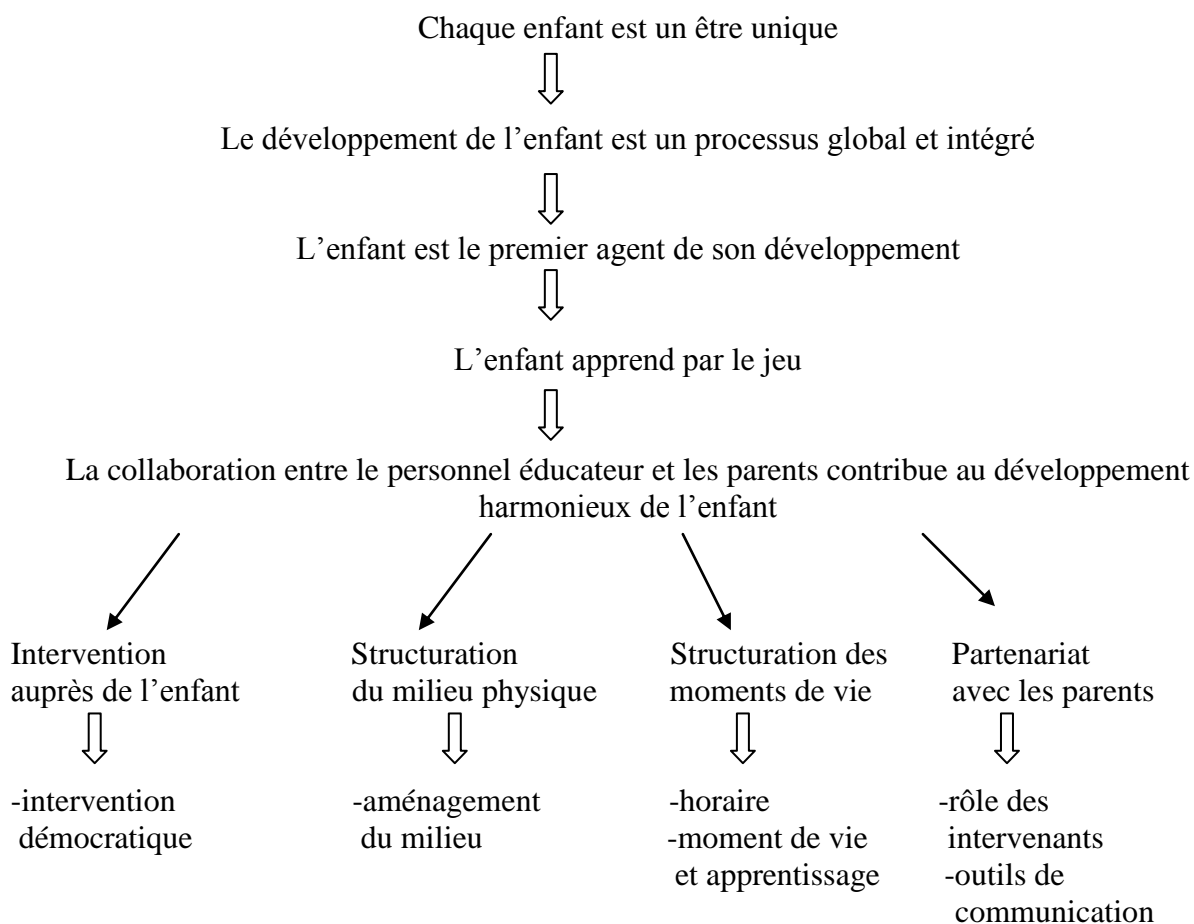 Chaque enfant est un être unique
Le développement de l’enfant est un processus global et intégré
L’enfant est le premier agent de son développement
L’enfant apprend par le jeu
La collaboration entre le personnel éducateur et les parents contribue au développement
harmonieux de l’enfant
Intervention
auprès de l’enfant
-intervention
démocratique
Structuration
du milieu physique
-aménagement
du milieu
Structuration des
moments de vie
-horaire
-moment de vie
et apprentissage
Partenariat
avec les parents
-rôle des
intervenants
-outils de
communication